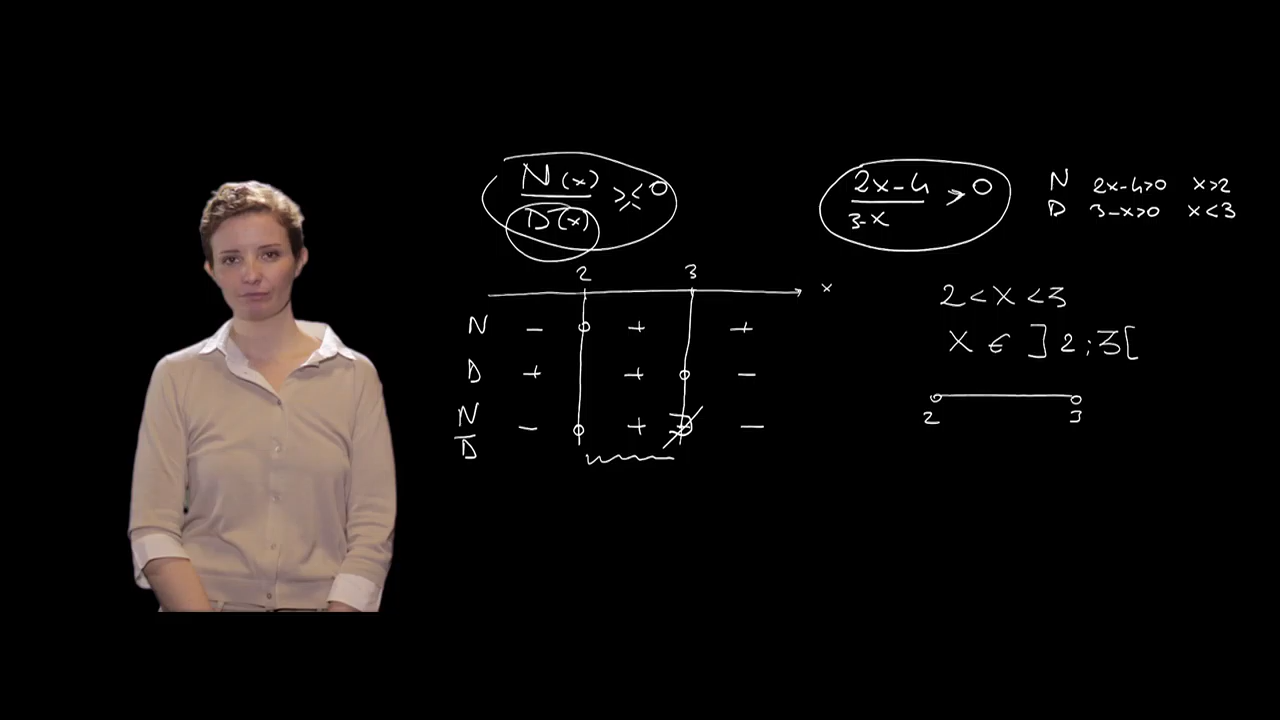 N(x)
D(x)
≥≤0
2x-4
3-x
>0
N 2x-4>0 x>2
D 3-x>0 x<3
2 3
x
N - o + +
D + + o -
N
D
- o + ∄ -
2<x<3
x ∈ ]2;3[
2 3